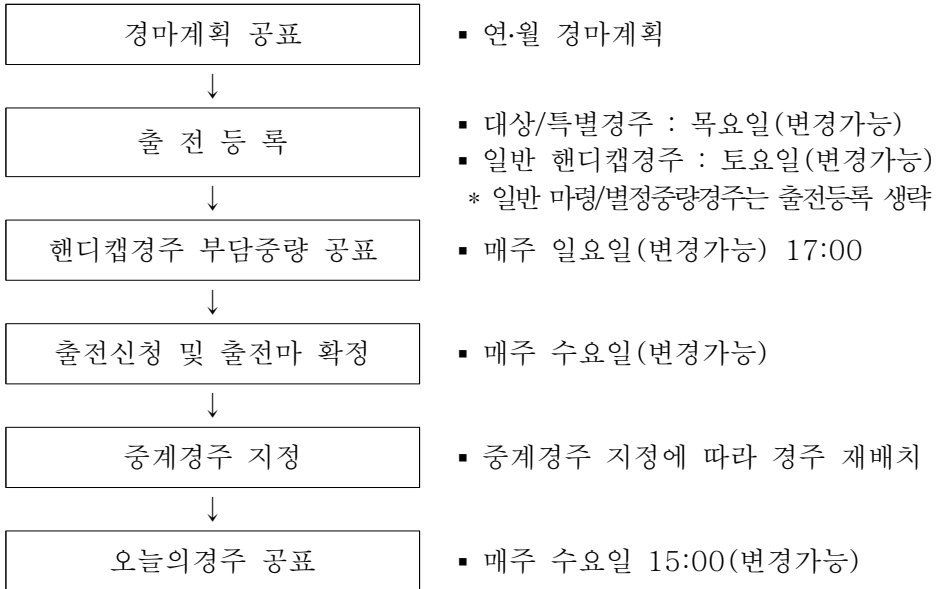 경마계획 공표
▪ 연·월 경마계획
↓
출 전 등 록
▪ 대상/특별경주 : 목요일(변경가능)
▪ 일반 핸디캡경주 : 토요일(변경가능)
* 일반 마령/별정중량경주는 출전등록 생략
↓
핸디캡경주 부담중량 공표
▪ 매주 일요일(변경가능) 17:00
↓
출전신청 및 출전마 확정
▪ 매주 수요일(변경가능)
↓
중계경주 지정
▪ 중계경주 지정에 따라 경주 재배치
↓
오늘의경주 공표
▪ 매주 수요일 15:00(변경가능)